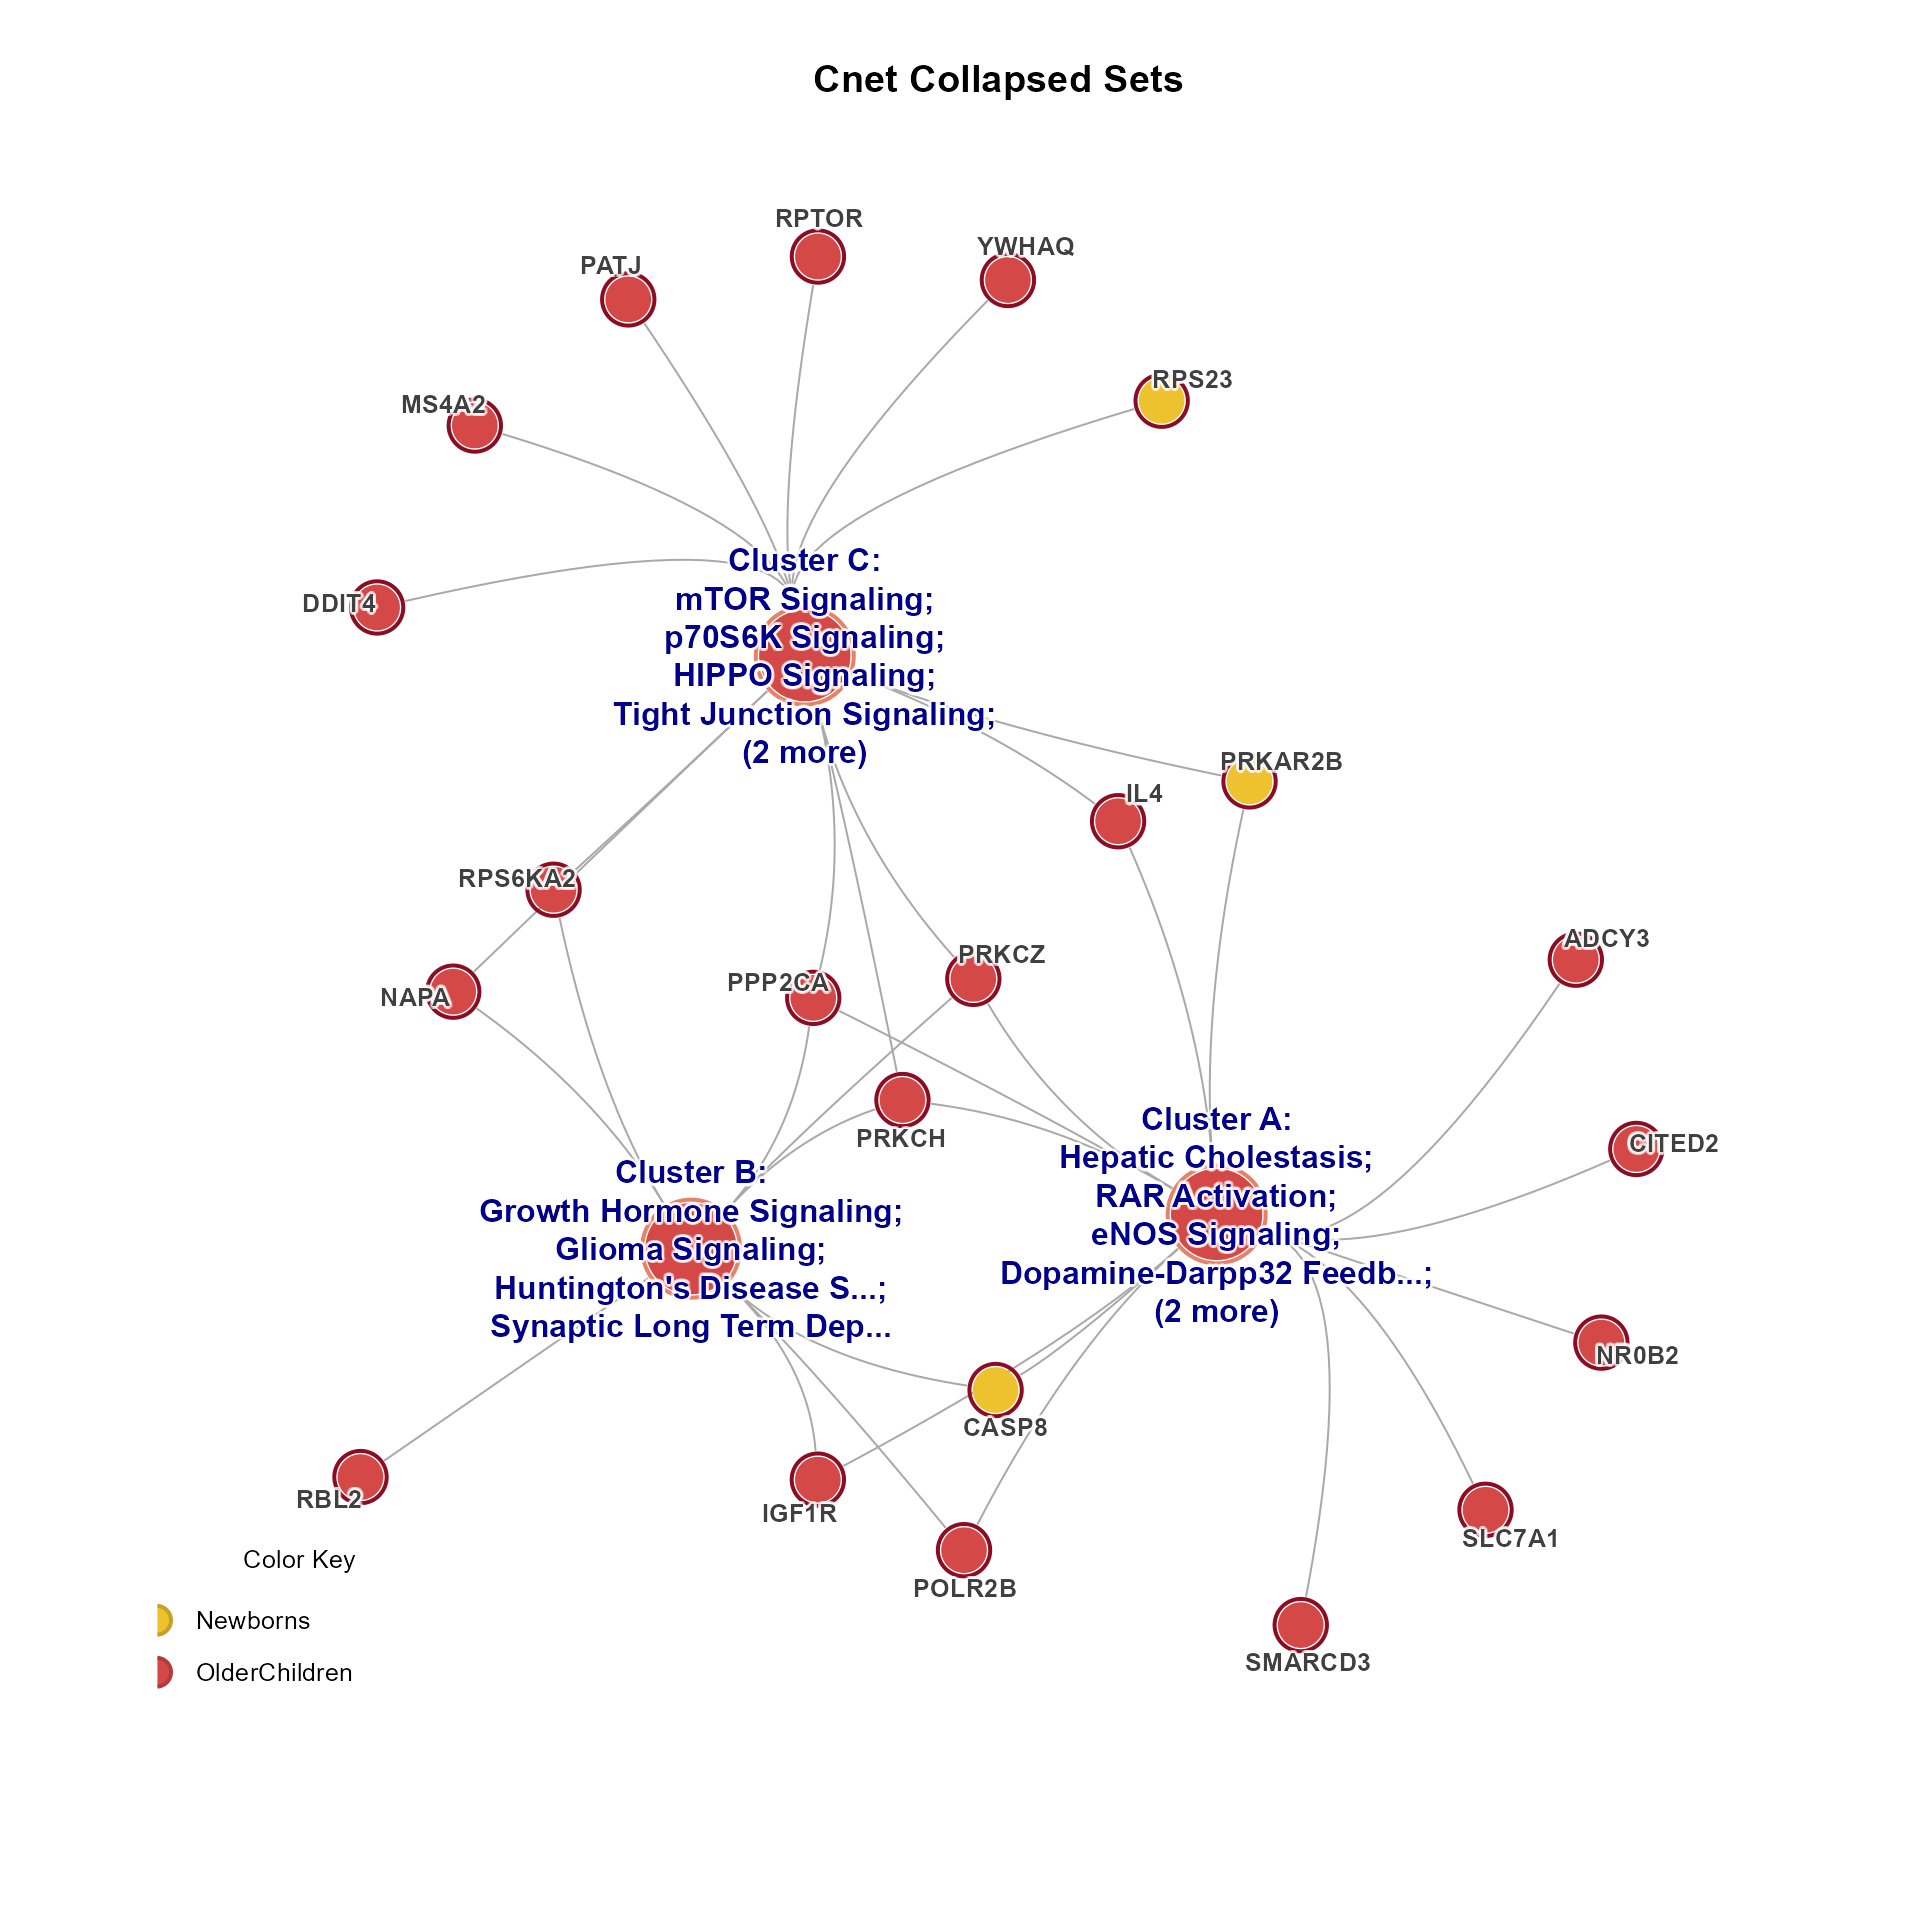 Cnet Collapsed Sets
RPTOR
YWHAQ
PATJ
RPS23
MS4A2
DDIT4
Cluster C:
mTOR Signaling;
p70S6K Signaling;
HIPPO Signaling;
Tight Junction Signaling;
(2 more)
PRKAR2B
IL4
RPS6KA2
ADCY3
PRKCZ
PPP2CA
NAPA
PRKCH
CITED2
Cluster A:
Hepatic Cholestasis;
RAR Activation;
eNOS Signaling;
Dopamine-Darpp32 Feedb...;
(2 more)
Cluster B:
Growth Hormone Signaling;
Glioma Signaling;
Huntington's Disease S...;
Synaptic Long Term Dep...
NR0B2
CASP8
RBL2
IGF1R
SLC7A1
POLR2B
SMARCD3
Color Key
Newborns
OlderChildren